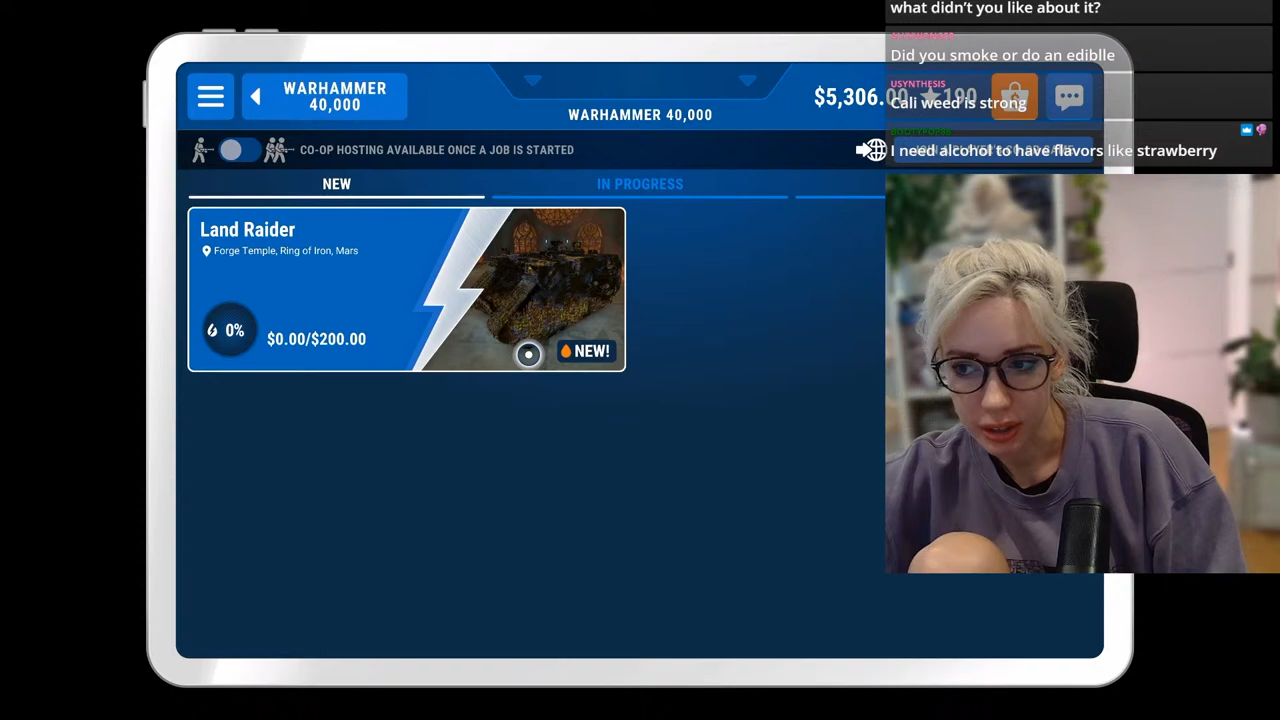 what didn't you like about it?
Did you smoke or do an ediblle
USYNTHESIS
Cali weed is strong
I need alcohol to have flavors like strawberry
WARHAMMER
40,000
WARHAMMER 40,000
$5,306.
190
CO-OP HOSTING AVAILABLE ONCE A JOB IS STARTED
NEW
IN PROGRESS
Land Raider
Forge Temple, Ring of Iron, Mars
0%
$0.00/$200.00
NEW!